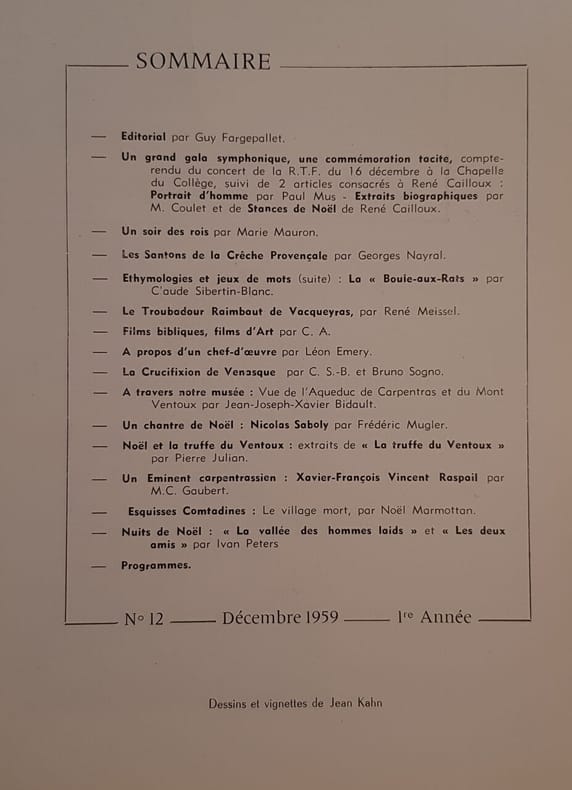 SOMMAIRE
— Editorial par Guy Fargepallet.
— Un grand gala symphonique, une commémoration tacite, compte-
rendu du concert de la R.T.F. du 16 décembre à la Chapelle
du Collège, suivi de 2 articles consacrés à René Cailloux :
Portrait d'homme par Paul Mus - Extraits biographiques par
M. Coulet et de Stances de Noël de René Cailloux.
— Un soir des rois par Marie Mauron.
— Les Santons de la Crêche Provençale par Georges Nayral.
— Ethymologies et jeux de mots (suite) : La « Bouie-aux-Rats » par
C'aude Sibertin-Blanc.
— Le Troubadour Raimbaut de Vacqueyras, par René Meissel.
— Films bibliques, films d'Art par C. A.
— A propos d'un chef-d'œuvre par Léon Emery.
— La Crucifixion de Venasque par C. S.-B. et Bruno Sogno.
— A travers notre musée : Vue de l'Aqueduc de Carpentras et du Mont
Ventoux par Jean-Joseph-Xavier Bidault.
— Un chantre de Noël : Nicolas Saboly par Frédéric Mugler.
— Noël et la truffe du Ventoux : extraits de « La truffe du Ventoux »
par Pierre Julian.
— Un Eminent carpentrassien : Xavier-François Vincent Raspail par
M.C. Gaubert.
— Esquisses Comtadines : Le village mort, par Noël Marmottan.
— Nuits de Noël : « La vallée des hommes laids » et « Les deux
amis » par Ivan Peters
— Programmes.
N° 12 — Décembre 1959 — 1re Année
Dessins et vignettes de Jean Kahn